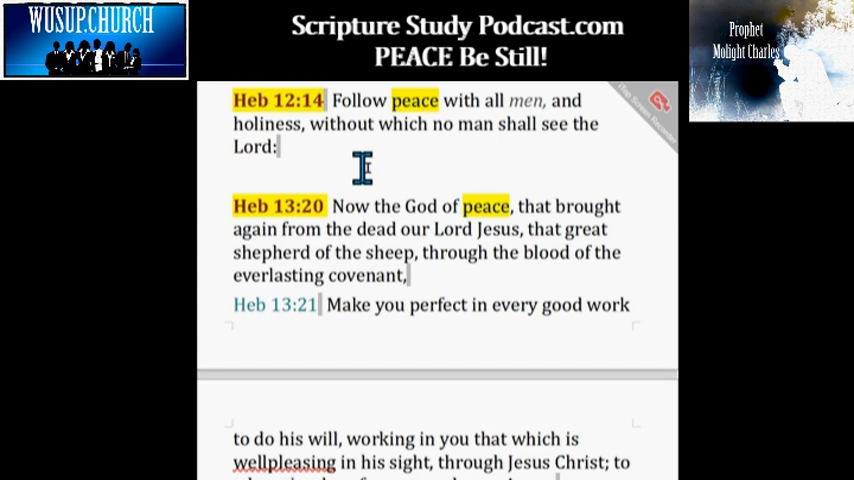 WUSUP.CHURCH
Scripture Study Podcast.com
PEACE Be Still!
Prophet
Molight Charles
iTop Screen Recorder
Heb 12:14 Follow peace with all men, and
holiness, without which no man shall see the
Lord:
Heb 13:20 Now the God of peace, that brought
again from the dead our Lord Jesus, that great
shepherd of the sheep, through the blood of the
everlasting covenant,
Heb 13:21 Make you perfect in every good work
to do his will, working in you that which is
wellpleasing in his sight, through Jesus Christ; to